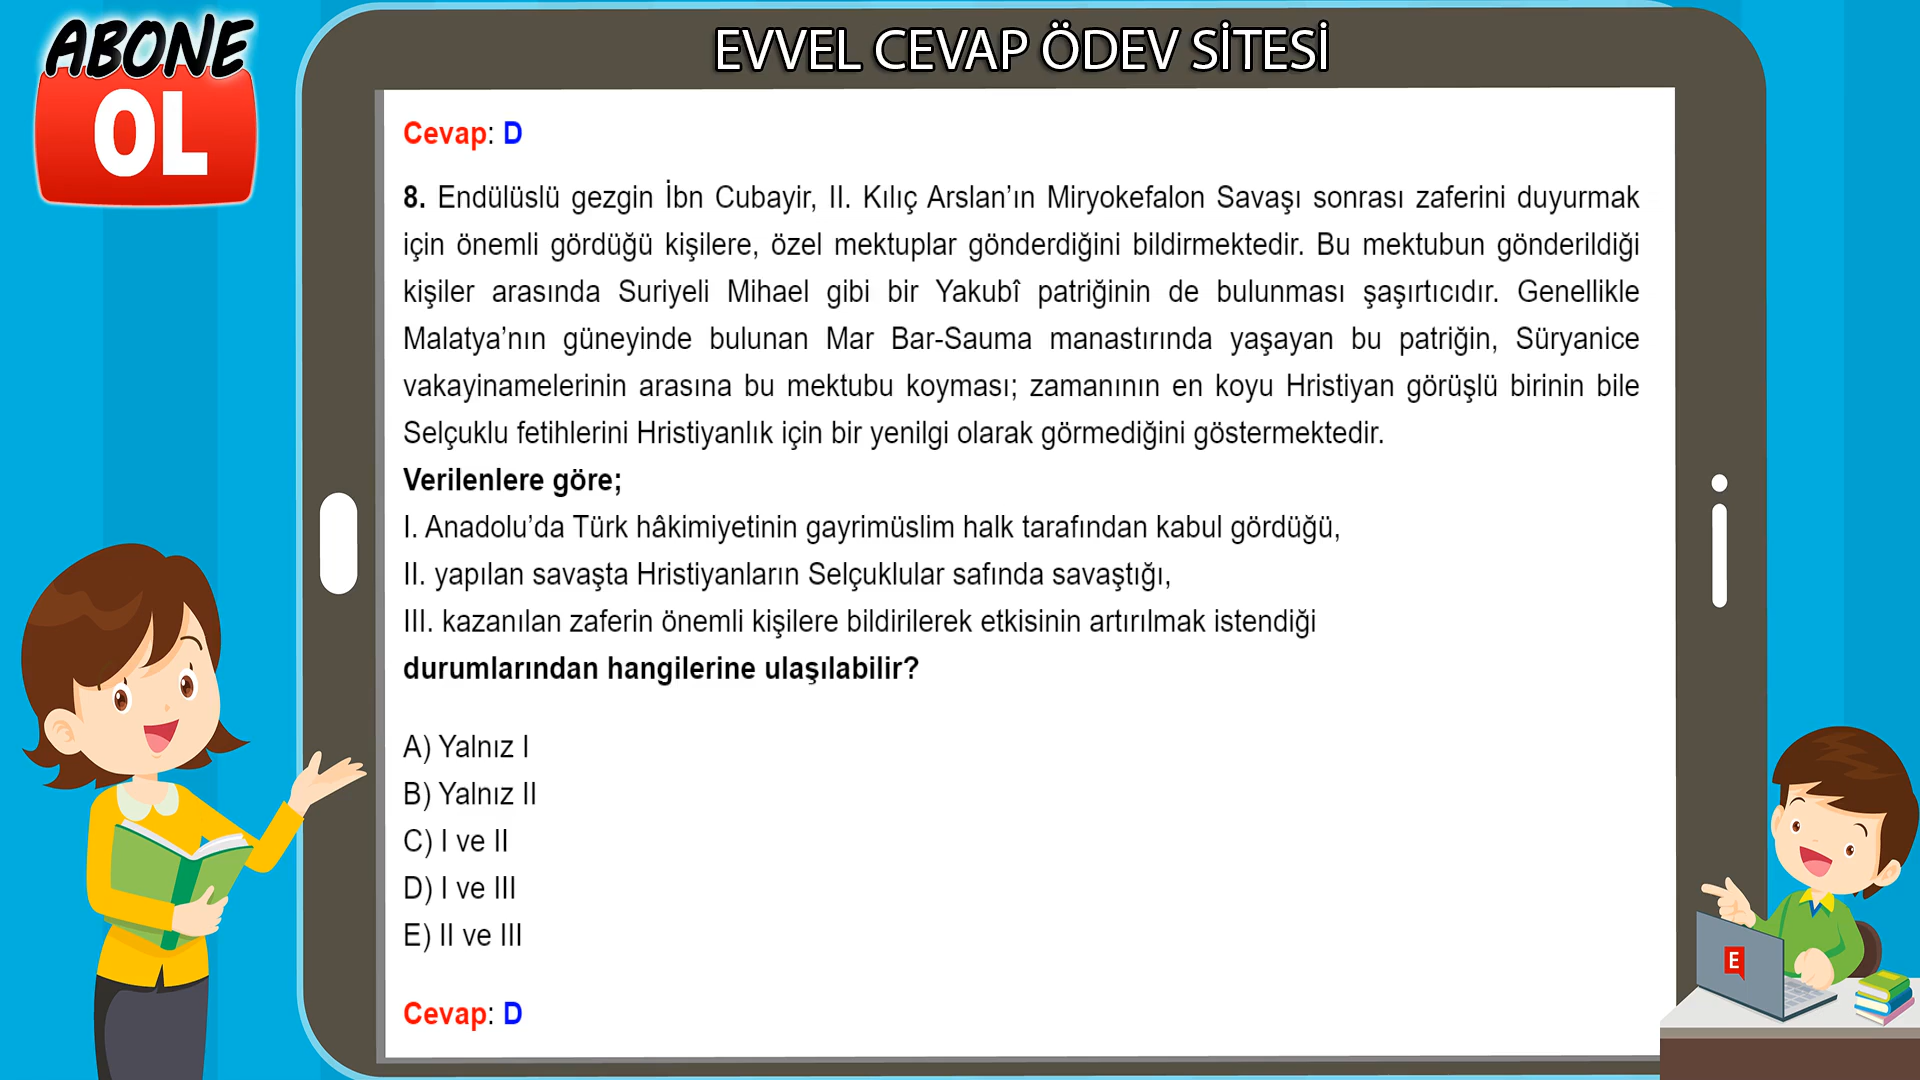 ABONE
OL
EVVEL CEVAP ÖDEV SİTESİ
Cevap: D
8. Endülüslü gezgin İbn Cubayir, II. Kılıç Arslan’ın Miryokefalon Savaşı sonrası zaferini duyurmak
için önemli gördüğü kişilere, özel mektuplar gönderdiğini bildirmektedir. Bu mektubun gönderildiği
kişiler arasında Suriyeli Mihael gibi bir Yakubî patriğinin de bulunması şaşırtıcıdır. Genellikle
Malatya’nın güneyinde bulunan Mar Bar-Sauma manastırında yaşayan bu patriğin, Süryanice
vakayinamelerinin arasına bu mektubu koyması; zamanının en koyu Hristiyan görüşlü birinin bile
Selçuklu fetihlerini Hristiyanlık için bir yenilgi olarak görmediğini göstermektedir.
Verilenlere göre;
I. Anadolu’da Türk hâkimiyetinin gayrimüslim halk tarafından kabul gördüğü,
II. yapılan savaşta Hristiyanların Selçuklular safında savaştığı,
III. kazanılan zaferin önemli kişilere bildirilerek etkisinin artırılmak istendiği
durumlarından hangilerine ulaşılabilir?
A) Yalnız I
B) Yalnız II
C) I ve II
D) I ve III
E) II ve III
Cevap: D
E